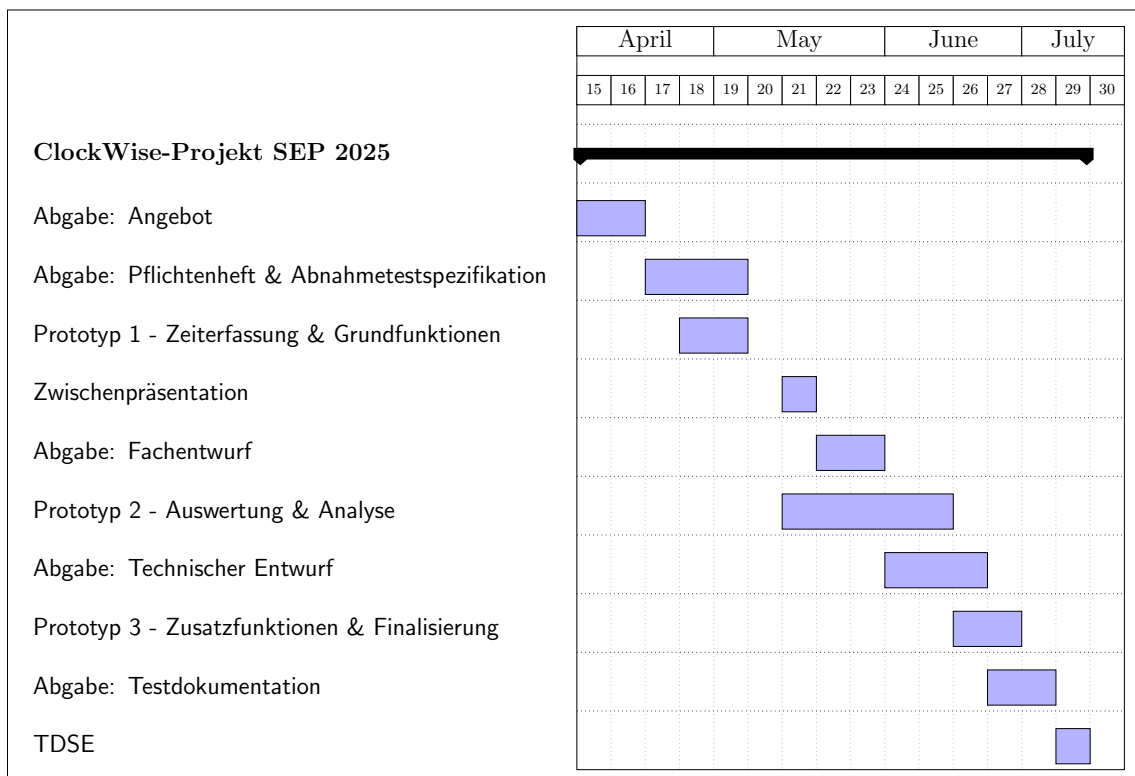 April May June July
15 16 17 18 19 20 21 22 23 24 25 26 27 28 29 30
ClockWise-Projekt SEP 2025
Abgabe: Angebot
Abgabe: Pflichtenheft & Abnahmetestspezifikation
Prototyp 1 - Zeiterfassung & Grundfunktionen
Zwischenpräsentation
Abgabe: Fachentwurf
Prototyp 2 - Auswertung & Analyse
Abgabe: Technischer Entwurf
Prototyp 3 - Zusatzfunktionen & Finalisierung
Abgabe: Testdokumentation
TDSE